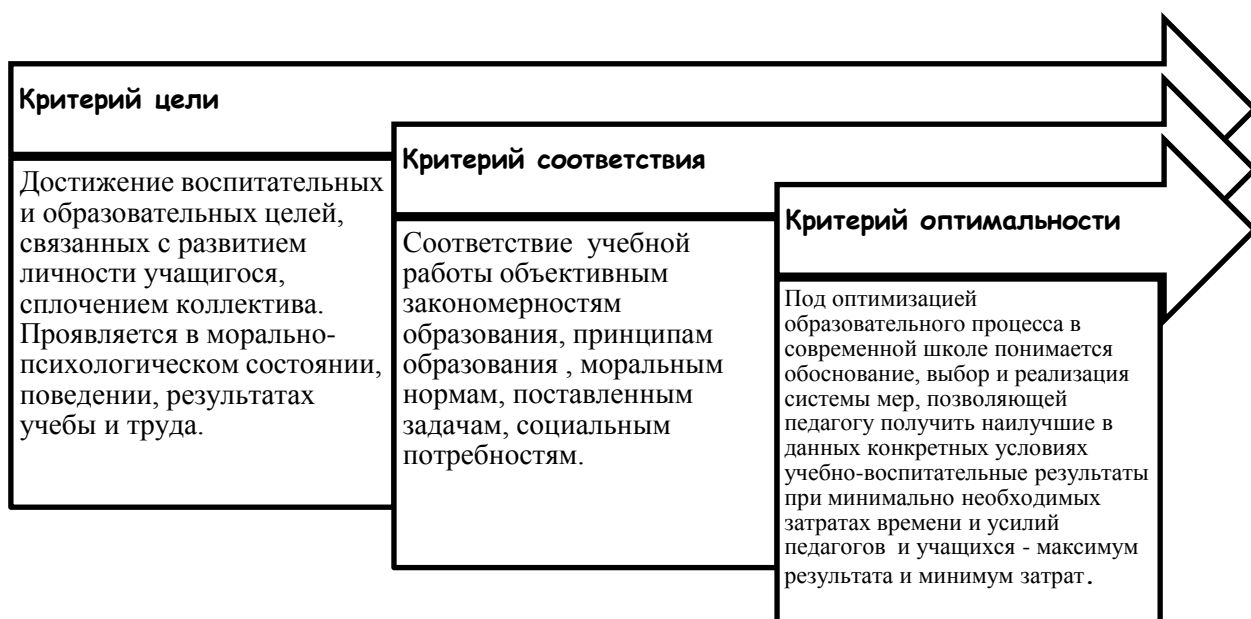 Критерий цели
Достижение воспитательных
и образовательных целей,
связанных с развитием
личности учащигося,
сплочением коллектива.
Проявляется в морально-
психологическом состоянии,
поведении, результатах
учебы и труда.
Критерий соответствия
Соответствие учебной
работы объективным
закономерностям
образования, принципам
образования , моральным
нормам, поставленным
задачам, социальным
потребностям.
Критерий оптимальности
Под оптимизацией
образовательного процесса в
современной школе понимается
обоснование, выбор и реализация
системы мер, позволяющей
педагогу получить наилучшие в
данных конкретных условиях
учебно-воспитательные результаты
при минимально необходимых
затратах времени и усилий
педагогов и учащихся - максимум
результата и минимум затрат.